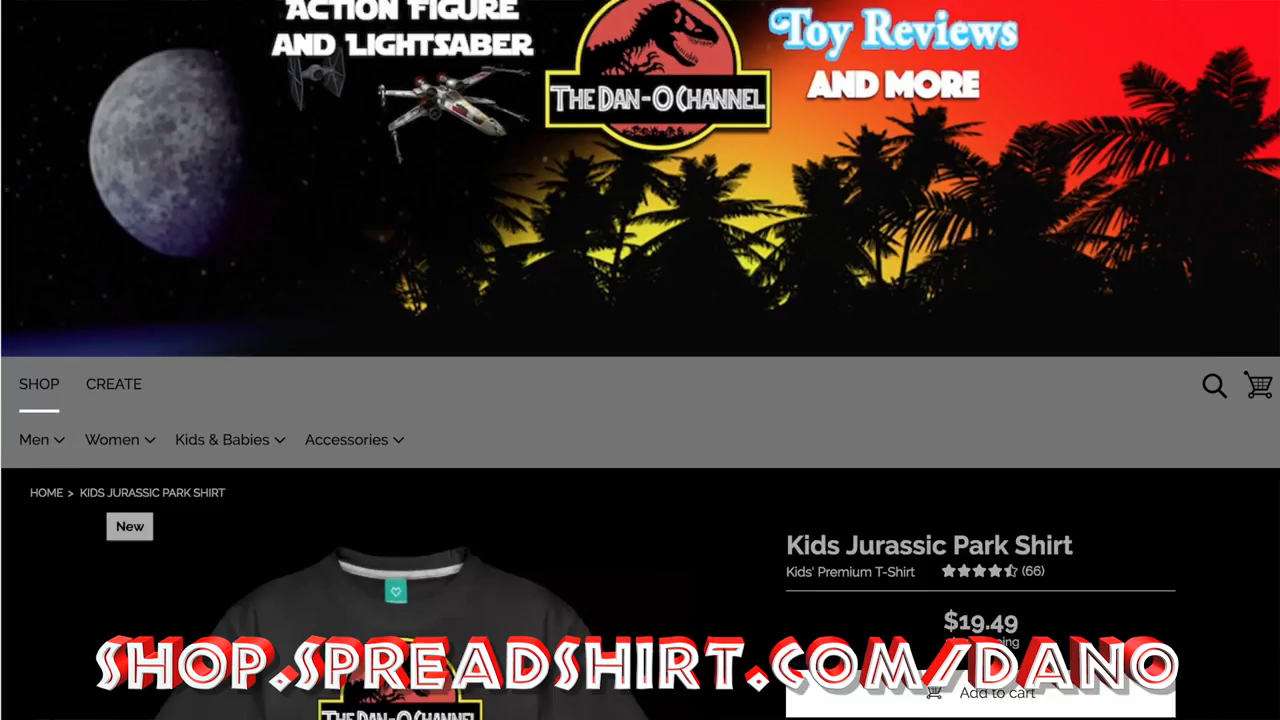 ACTION FIGURE
AND LIGHTSABER
THE DAN-O CHANNEL
Toy Reviews
AND MORE
SHOP
CREATE
Men
Women
Kids & Babies
Accessories
HOME > KIDS JURASSIC PARK SHIRT
New
Kids Jurassic Park Shirt
Kids' Premium T-Shirt
(66)
$19.49
SHOP.SPREADSHIRT.COM/DANO
Add to cart
THE DAN-O CHANNEL